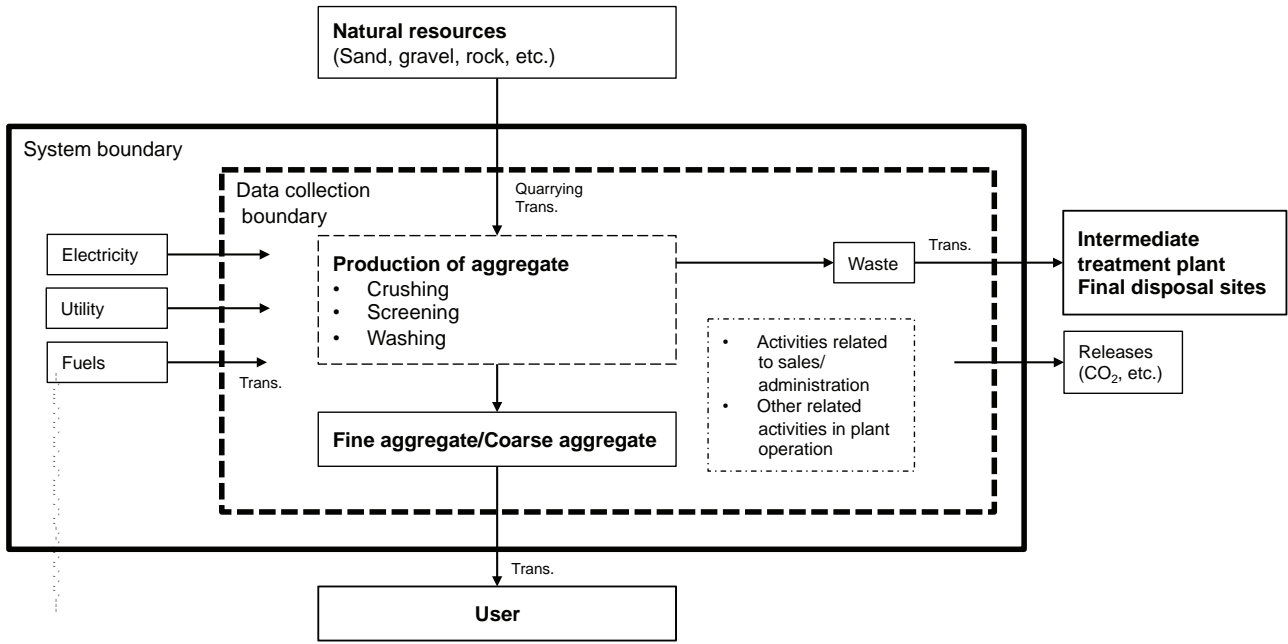 Natural resources
(Sand, gravel, rock, etc.)
System boundary
Data collection
boundary
Quarrying
Trans.
Electricity
Utility
Fuels
Trans.
Production of aggregate
• Crushing
• Screening
• Washing
Waste
Trans.
Intermediate
treatment plant
Final disposal sites
• Activities related
to sales/
administration
• Other related
activities in plant
operation
Releases
(CO₂, etc.)
Fine aggregate/Coarse aggregate
Trans.
User